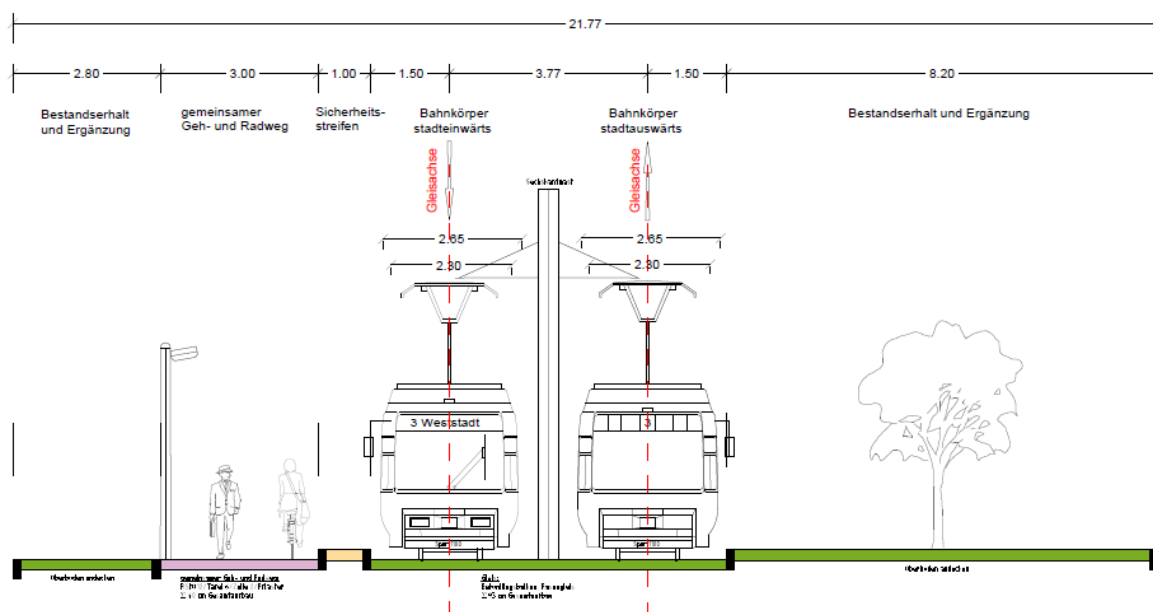 21.77
2.80 3.00 1.00 1.50 3.77 1.50 8.20
Bestandserhalt
und Ergänzung
gemeinsamer
Geh- und Radweg
Sicherheits-
streifen
Bahnkörper
stadteinwärts
Bahnkörper
stadtauswärts
Bestandserhalt und Ergänzung
Gleisachse
Gleisachse
2.65
2.30
2.65
2.30
3 Weststadt
3